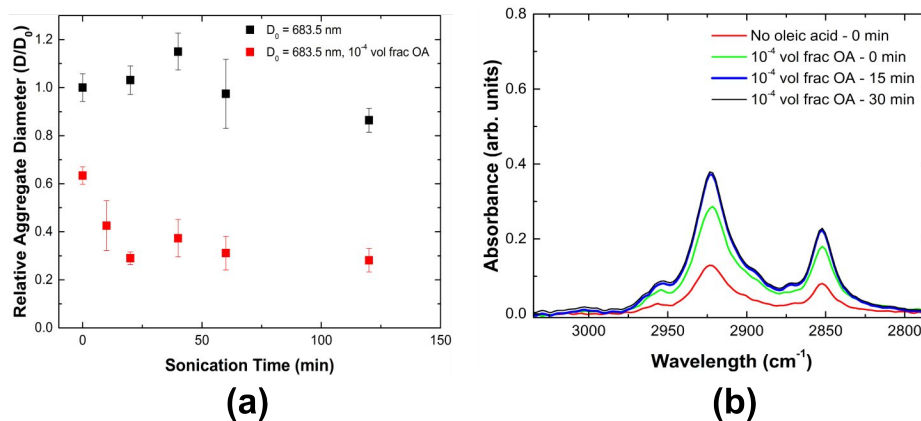 Relative Aggregate Diameter (D/D₀)
1.2
1.0
0.8
0.6
0.4
0.2
0.0
D₀ = 683.5 nm
D₀ = 683.5 nm, 10⁻⁴ vol frac OA
0
50
100
150
Sonication Time (min)
(a)
Absorbance (arb. units)
0.8
0.6
0.4
0.2
0.0
No oleic acid - 0 min
10⁻⁴ vol frac OA - 0 min
10⁻⁴ vol frac OA - 15 min
10⁻⁴ vol frac OA - 30 min
3000
2950
2900
2850
2800
Wavelength (cm⁻¹)
(b)